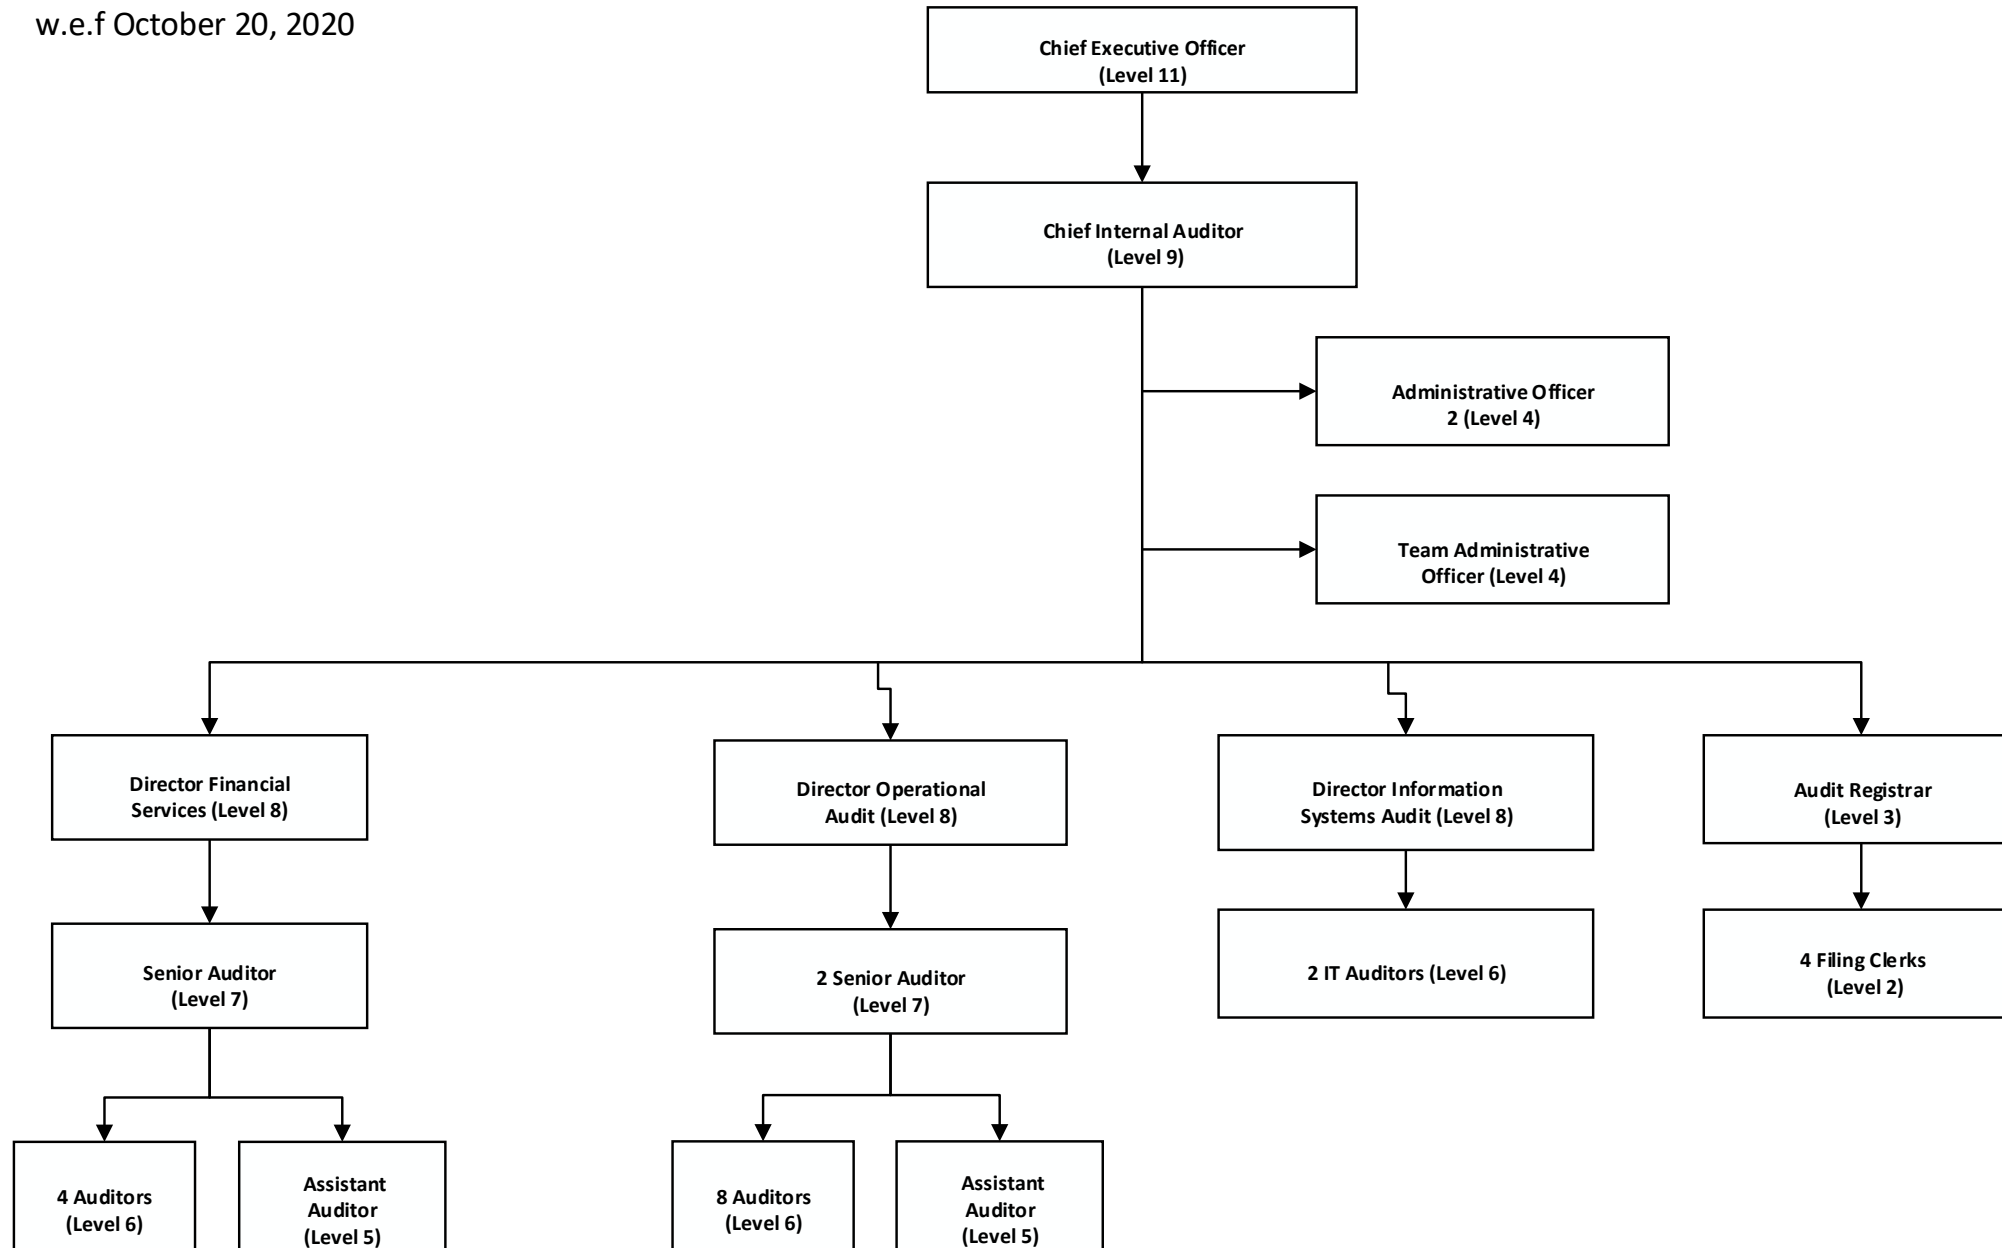 w.e.f October 20, 2020
Chief Executive Officer
(Level 11)
Chief Internal Auditor
(Level 9)
Administrative Officer
2 (Level 4)
Team Administrative
Officer (Level 4)
Director Financial
Services (Level 8)
Director Operational
Audit (Level 8)
Director Information
Systems Audit (Level 8)
Audit Registrar
(Level 3)
Senior Auditor
(Level 7)
2 Senior Auditor
(Level 7)
2 IT Auditors (Level 6)
4 Filing Clerks
(Level 2)
4 Auditors
(Level 6)
Assistant
Auditor
(Level 5)
8 Auditors
(Level 6)
Assistant
Auditor
(Level 5)